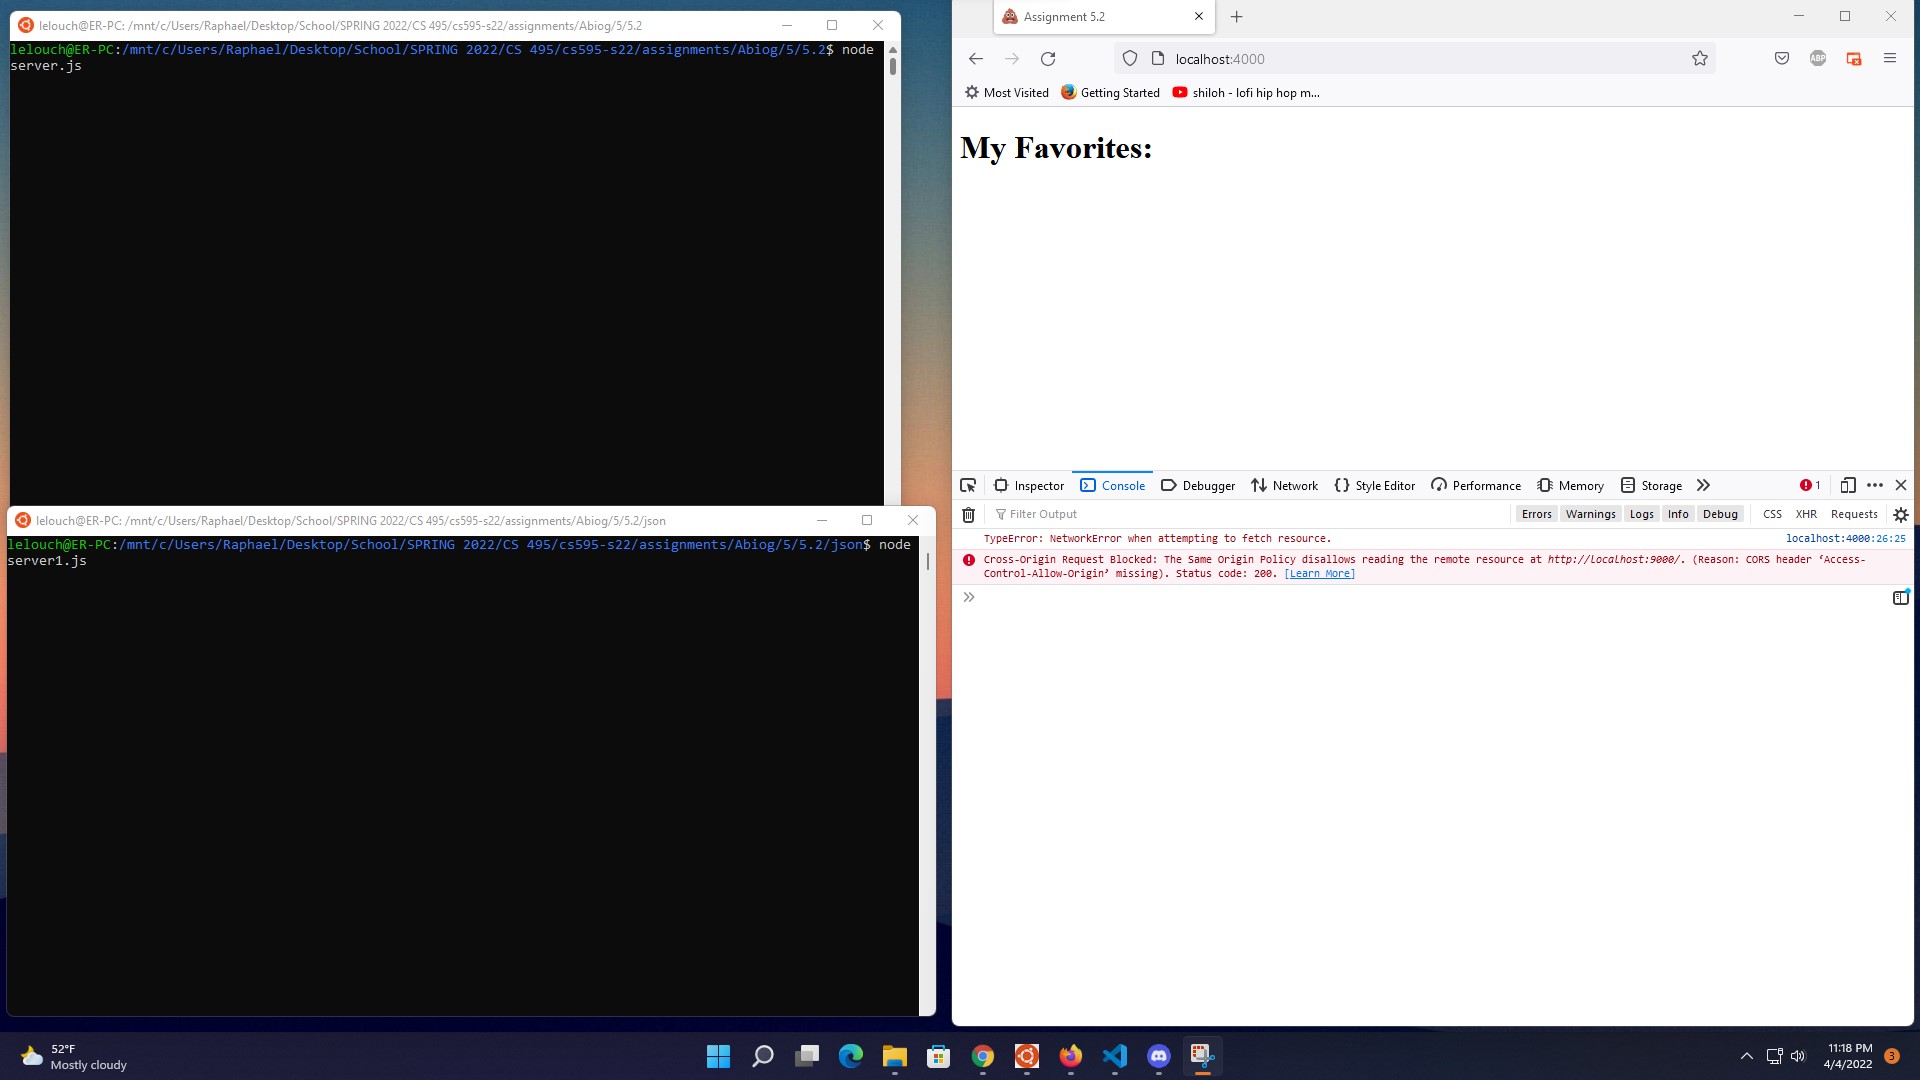 lelouch@ER-PC: /mnt/c/Users/Raphael/Desktop/School/SPRING 2022/CS 495/cs595-s22/assignments/Abiog/5/5.2
lelouch@ER-PC:/mnt/c/Users/Raphael/Desktop/School/SPRING 2022/CS 495/cs595-s22/assignments/Abiog/5/5.2$ node
server.js
lelouch@ER-PC: /mnt/c/Users/Raphael/Desktop/School/SPRING 2022/CS 495/cs595-s22/assignments/Abiog/5/5.2/json
lelouch@ER-PC:/mnt/c/Users/Raphael/Desktop/School/SPRING 2022/CS 495/cs595-s22/assignments/Abiog/5/5.2/json$ node
server1.js
Assignment 5.2
localhost:4000
ABP
Most Visited Getting Started shiloh - lofi hip hop m...
My Favorites:
Inspector Console Debugger Network Style Editor Performance Memory Storage 1
Filter Output Errors Warnings Logs Info Debug CSS XHR Requests
TypeError: NetworkError when attempting to fetch resource. localhost:4000:26:25
Cross-Origin Request Blocked: The Same Origin Policy disallows reading the remote resource at http://localhost:9000/. (Reason: CORS header ‘Access-
Control-Allow-Origin’ missing). Status code: 200. [Learn More]
52°F
Mostly cloudy
11:18 PM
4/4/2022
3